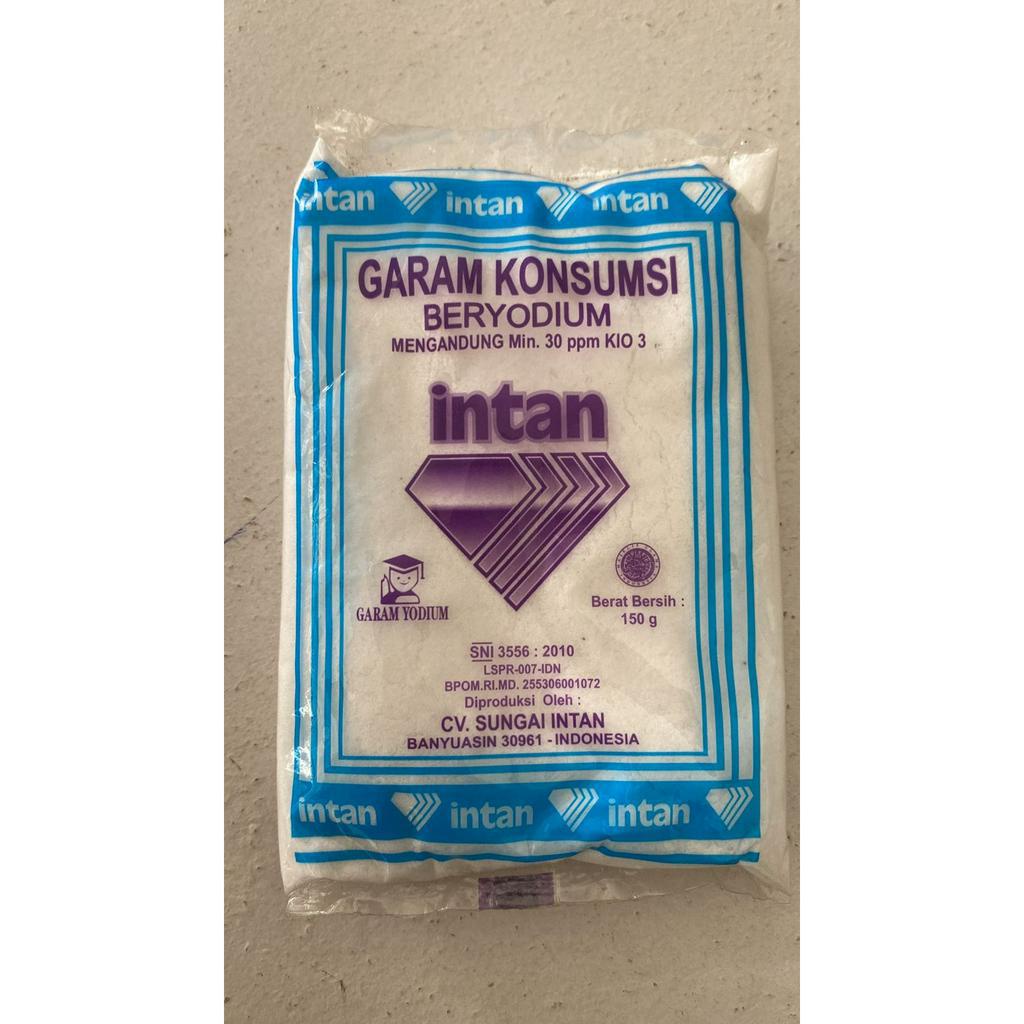 intan intan intan
GARAM KONSUMSI
BERYODIUM
MENGANDUNG Min. 30 ppm KIO 3
intan
GARAM YODIUM
Berat Bersih :
150 g
SNI 3556 : 2010
LSPR-007-IDN
BPOM.RI.MD. 255306001072
Diproduksi Oleh :
CV. SUNGAI INTAN
BANYUASIN 30961 - INDONESIA
intan intan intan